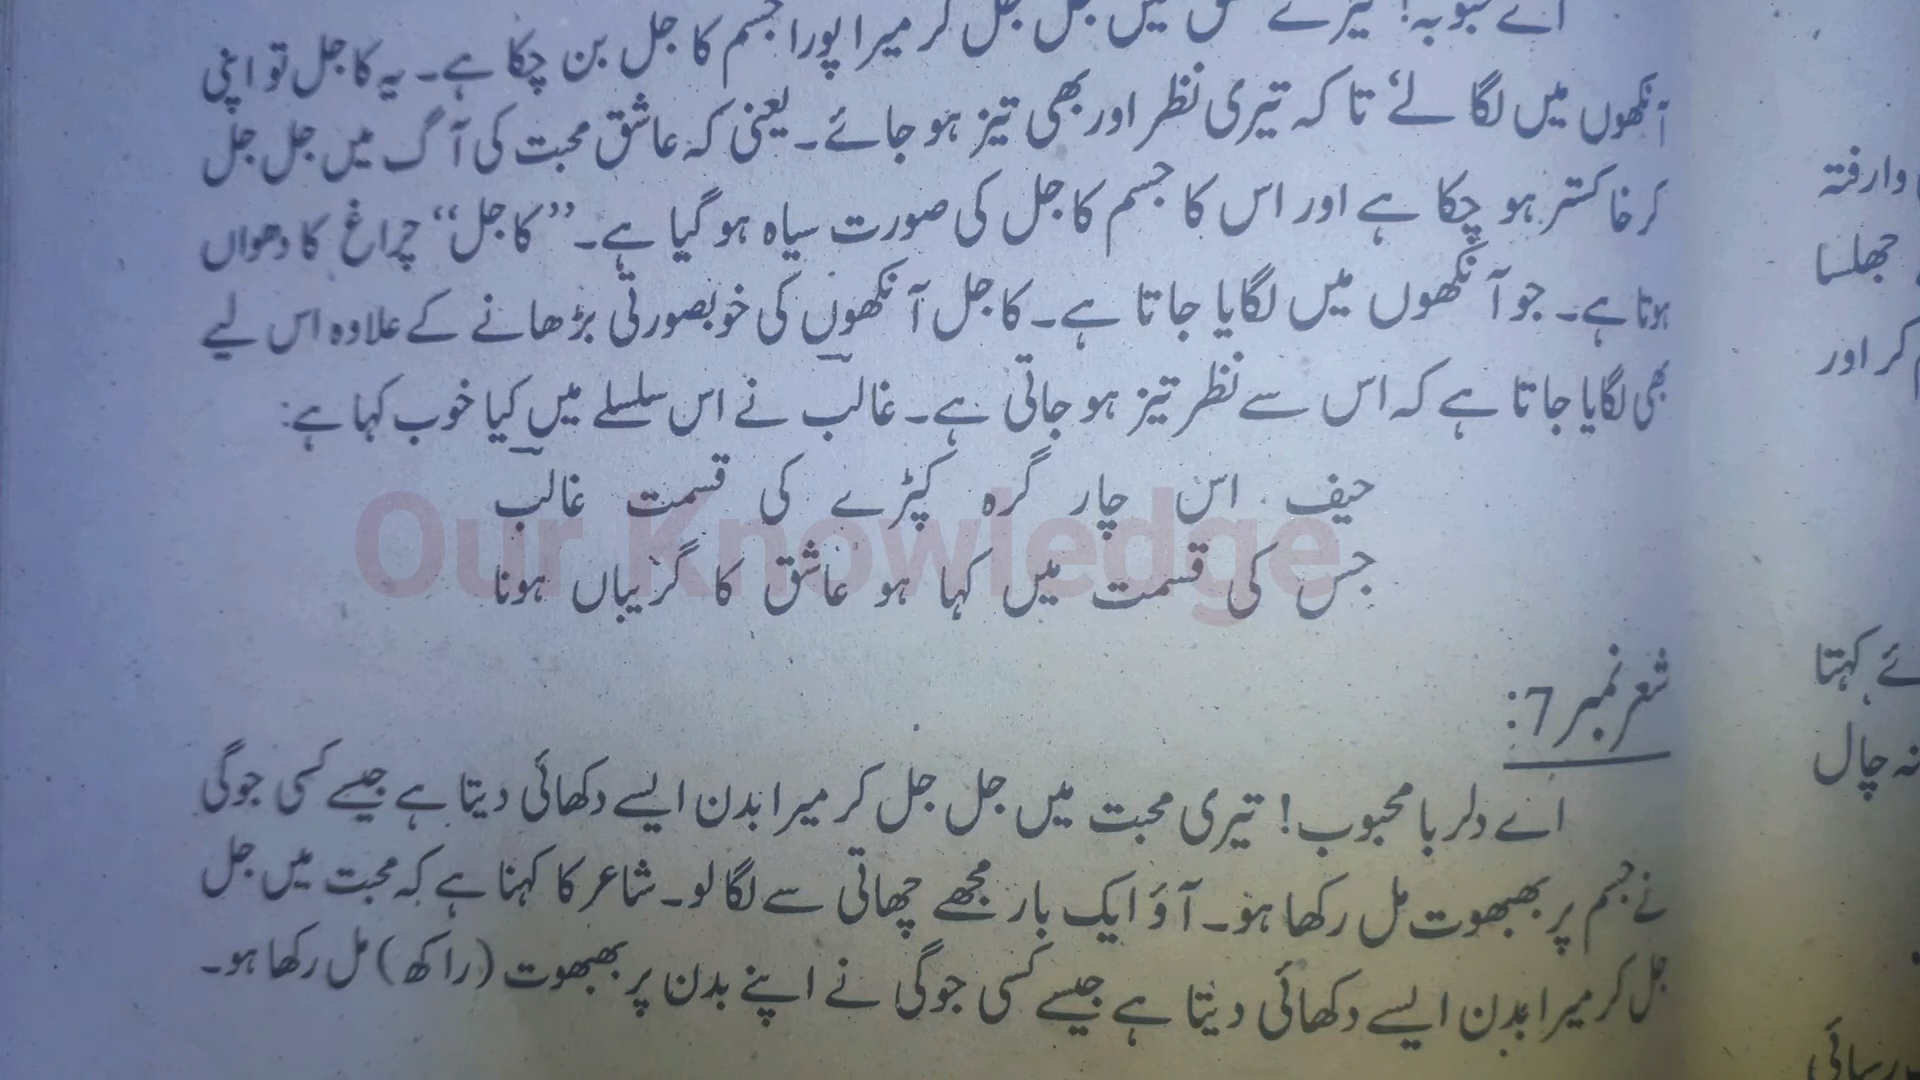 اے محبوبہ! تیرے عشق میں جل جل کر میرا پورا جسم کاجل بن چکا ہے۔ یہ کاجل تو اپنی
آنکھوں میں لگا لے، تا کہ تیری نظر اور بھی تیز ہو جائے۔ یعنی کہ عاشق محبت کی آگ میں جل جل
کر خاکستر ہو چکا ہے اور اس کا جسم کاجل کی صورت سیاہ ہو گیا ہے۔ ”کاجل“ چراغ کا دھواں
ہوتا ہے۔ جو آنکھوں میں لگایا جاتا ہے۔ کاجل آنکھوں کی خوبصورتی بڑھانے کے علاوہ اس لیے
بھی لگایا جاتا ہے کہ اس سے نظر تیز ہو جاتی ہے۔ غالب نے اس سلسلے میں کیا خوب کہا ہے:
حیف اس چار گرہ کپڑے کی قسمت غالب
جس کی قسمت میں کہا ہو عاشق کا گریباں ہونا
Our Knowledge
شعر نمبر 7:
اے دلربا محبوب! تیری محبت میں جل جل کر میرا بدن ایسے دکھائی دیتا ہے جیسے کسی جوگی
نے جسم پر بھبھوت مل رکھا ہو۔ آؤ ایک بار مجھے چھاتی سے لگا لو۔ شاعر کا کہنا ہے کہ محبت میں جل
جل کر میرا بدن ایسے دکھائی دیتا ہے جیسے کسی جوگی نے اپنے بدن پر بھبھوت (راکھ) مل رکھا ہو۔
وارفتہ
جھلسا
کر اور
ئے کہتا
نہ چال